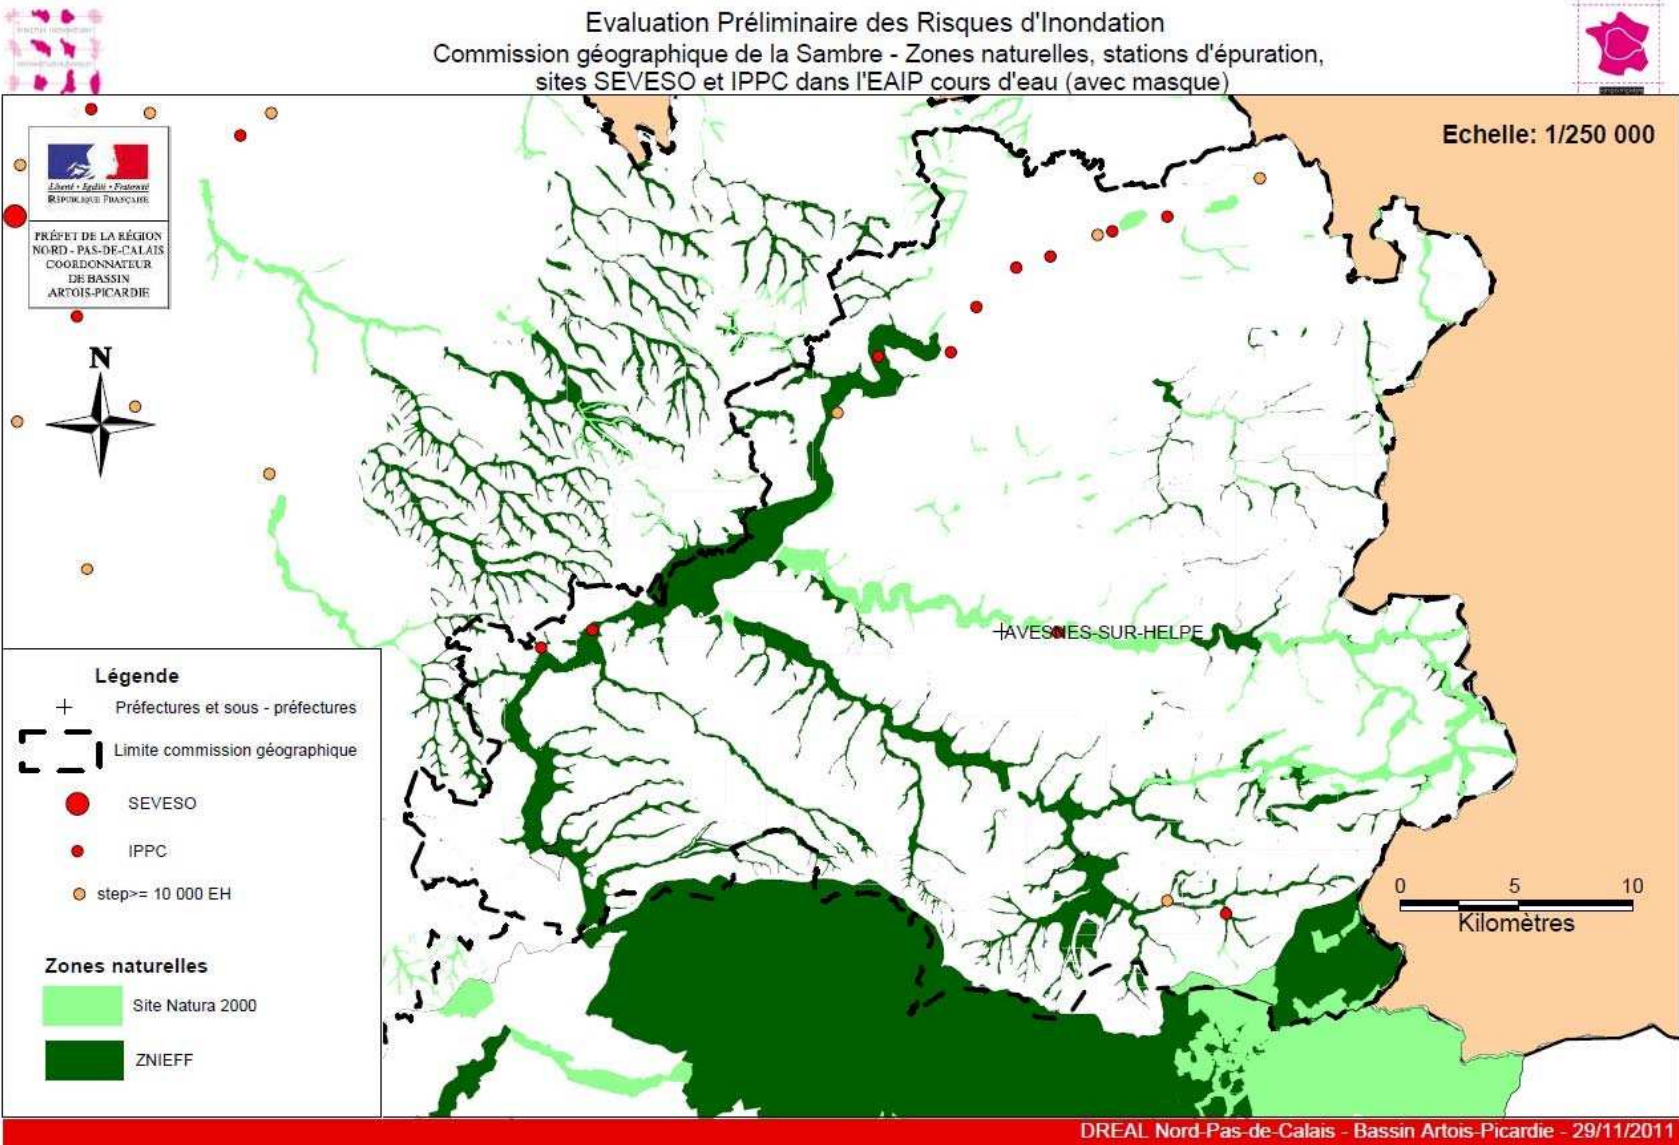 Evaluation Préliminaire des Risques d'Inondation
Commission géographique de la Sambre - Zones naturelles, stations d'épuration,
sites SEVESO et IPPC dans l'EAIP cours d'eau (avec masque)
Echelle: 1/250 000
Liberté • Egalité • Fraternité
RÉPUBLIQUE FRANÇAISE
PRÉFET DE LA RÉGION
NORD - PAS-DE-CALAIS
COORDONNATEUR
DE BASSIN
ARTOIS-PICARDIE
N
AVESNES-SUR-HELPE
Légende
Préfectures et sous - préfectures
Limite commission géographique
SEVESO
IPPC
step>= 10 000 EH
Zones naturelles
Site Natura 2000
ZNIEFF
0 5 10
Kilomètres
DREAL Nord-Pas-de-Calais - Bassin Artois-Picardie - 29/11/2011